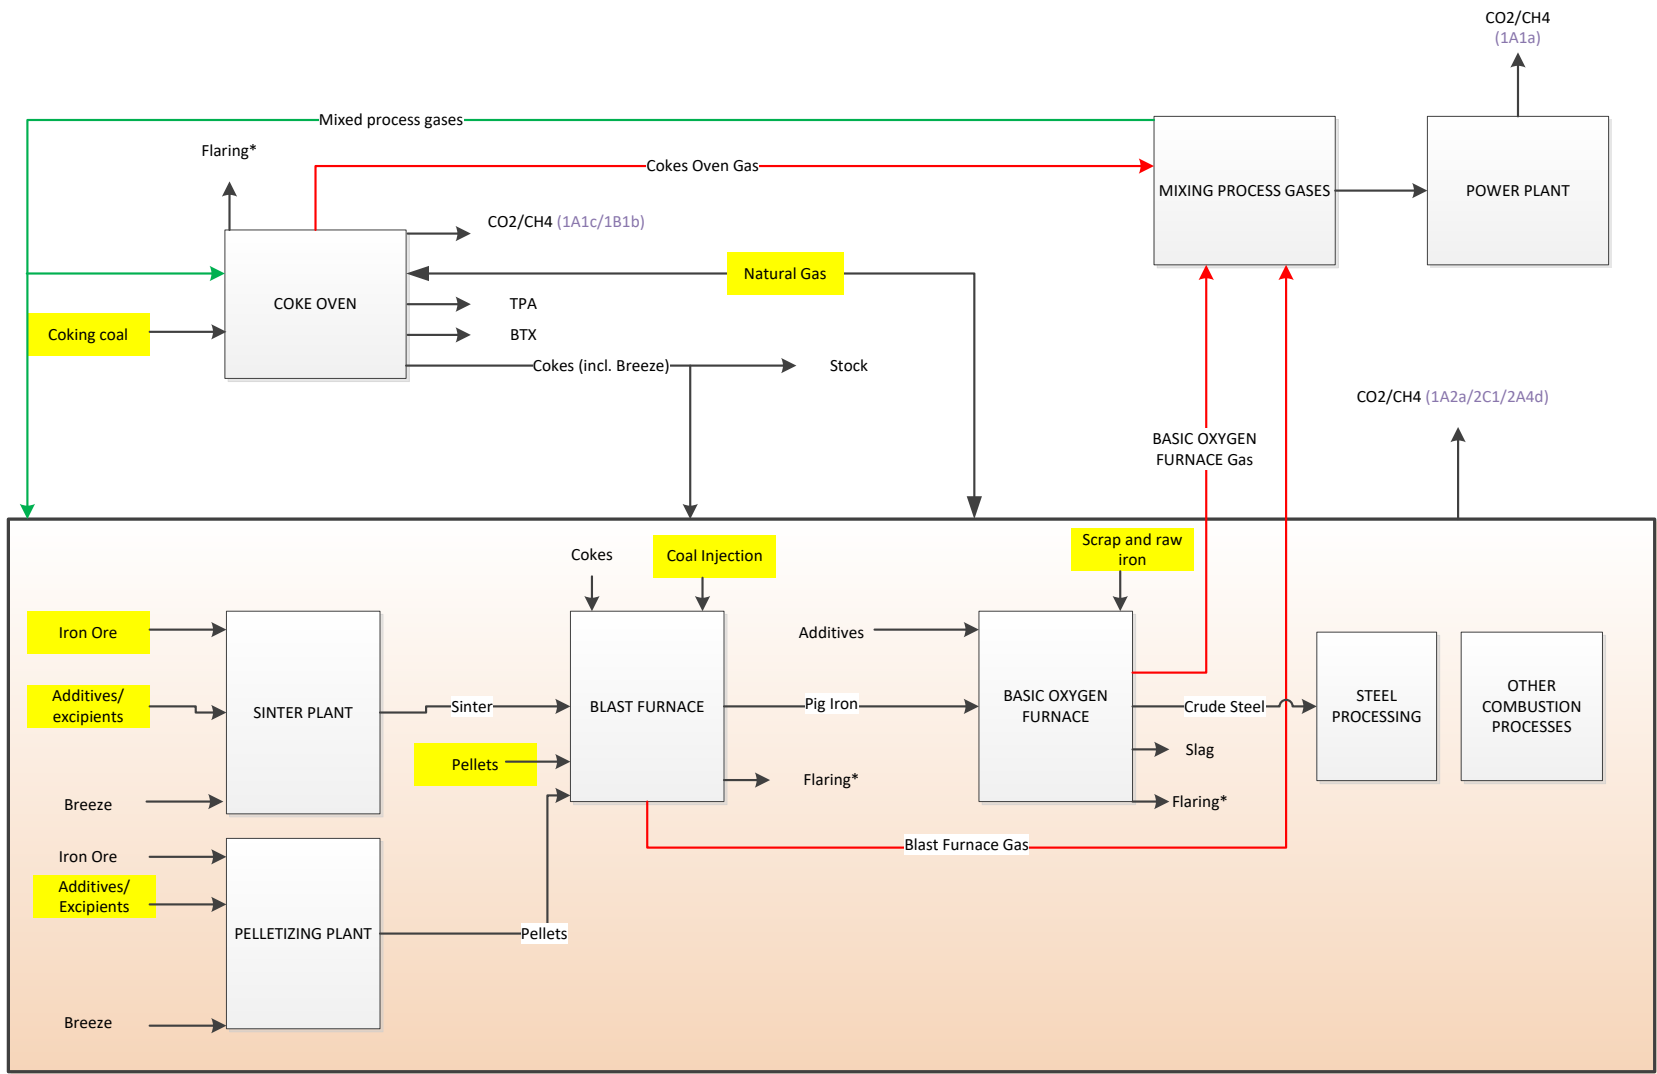 CO2/CH4
(1A1a)
Mixed process gases
Flaring*
Cokes Oven Gas
MIXING PROCESS GASES
POWER PLANT
CO2/CH4 (1A1c/1B1b)
Natural Gas
COKE OVEN
TPA
Coking coal
BTX
Cokes (incl. Breeze)
Stock
CO2/CH4 (1A2a/2C1/2A4d)
BASIC OXYGEN
FURNACE Gas
Cokes
Coal Injection
Scrap and raw
iron
Iron Ore
Additives
Additives/
excipients
SINTER PLANT
Sinter
BLAST FURNACE
Pig Iron
BASIC OXYGEN
FURNACE
Crude Steel
STEEL
PROCESSING
OTHER
COMBUSTION
PROCESSES
Slag
Pellets
Flaring*
Flaring*
Breeze
Blast Furnace Gas
Iron Ore
Additives/
Excipients
PELLETIZING PLANT
Pellets
Breeze